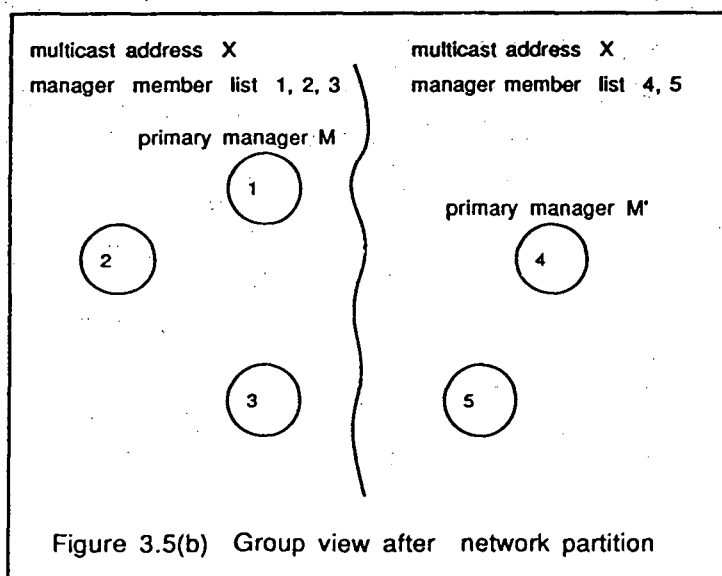 multicast address X
manager member list 1, 2, 3
primary manager M
1
2
3
multicast address X
manager member list 4, 5
primary manager M'
4
5
Figure 3.5(b) Group view after network partition